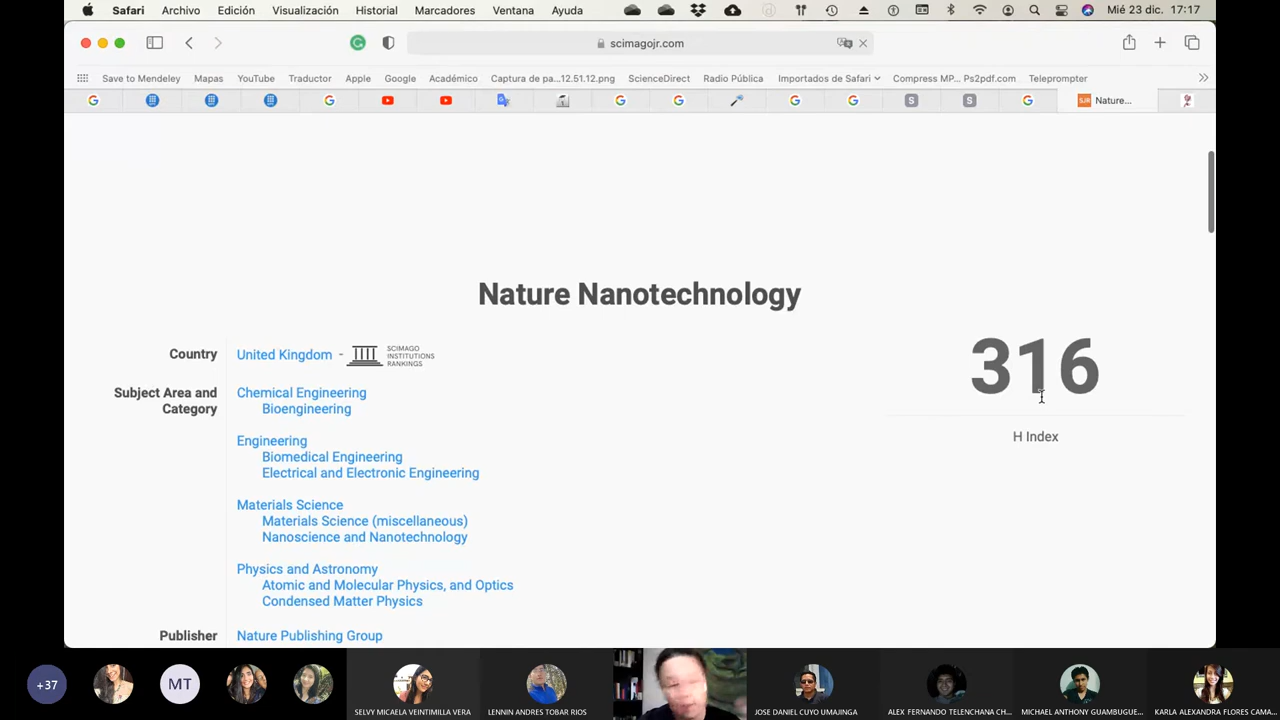 Safari Archivo Edición Visualización Historial Marcadores Ventana Ayuda Mié 23 dic. 17:17
scimagojr.com
Save to Mendeley Mapas YouTube Traductor Apple Google Académico Captura de pa...12.51.12.png ScienceDirect Radio Pública Importados de Safari Compress MP... Ps2pdf.com Teleprompter
S S SJR Nature...
Nature Nanotechnology
Country United Kingdom - SCIMAGO INSTITUTIONS RANKINGS
316
H Index
Subject Area and Category
Chemical Engineering
Bioengineering
Engineering
Biomedical Engineering
Electrical and Electronic Engineering
Materials Science
Materials Science (miscellaneous)
Nanoscience and Nanotechnology
Physics and Astronomy
Atomic and Molecular Physics, and Optics
Condensed Matter Physics
Publisher Nature Publishing Group
+37 MT
SELVY MICAELA VEINTIMILLA VERA LENNIN ANDRES TOBAR RIOS JOSE DANIEL CUYO UMAJINGA ALEX FERNANDO TELENCHANA CH... MICHAEL ANTHONY GUAMBUGUE... KARLA ALEXANDRA FLORES CAMA...